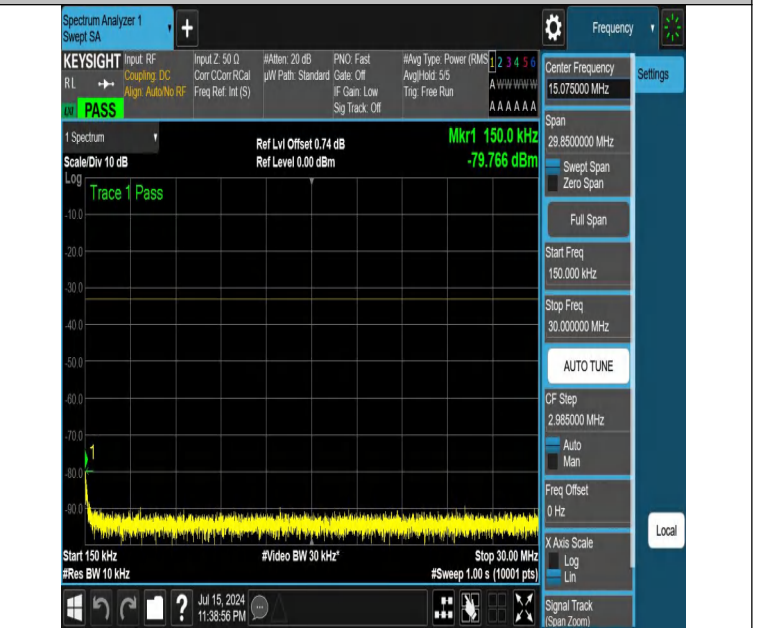 Spectrum Analyzer 1
Swept SA
+
Frequency
KEYSIGHT
RL
PASS
Input: RF
Coupling: DC
Align: Auto/No RF
Input Z: 50 Ω
Corr CCorr RCal
Freq Ref: Int (S)
#Atten: 20 dB
µW Path: Standard
PNO: Fast
Gate: Off
IF Gain: Low
Sig Track: Off
#Avg Type: Power (RMS
Avg|Hold: 5/5
Trig: Free Run
1 2 3 4 5 6
A W W W W W
A A A A A A
1 Spectrum
Scale/Div 10 dB
Log
Ref Lvl Offset 0.74 dB
Ref Level 0.00 dBm
Mkr1 150.0 kHz
-79.766 dBm
Trace 1 Pass
-10.0
-20.0
-30.0
-40.0
-50.0
-60.0
-70.0
1
-80.0
-90.0
Start 150 kHz
#Video BW 30 kHz*
Stop 30.00 MHz
#Res BW 10 kHz
#Sweep 1.00 s (10001 pts)
?
Jul 15, 2024
11:38:56 PM
Center Frequency
15.075000 MHz
Settings
Span
29.8500000 MHz
Swept Span
Zero Span
Full Span
Start Freq
150.000 kHz
Stop Freq
30.000000 MHz
AUTO TUNE
CF Step
2.985000 MHz
Auto
Man
Freq Offset
0 Hz
Local
X Axis Scale
Log
Lin
Signal Track
(Span Zoom)